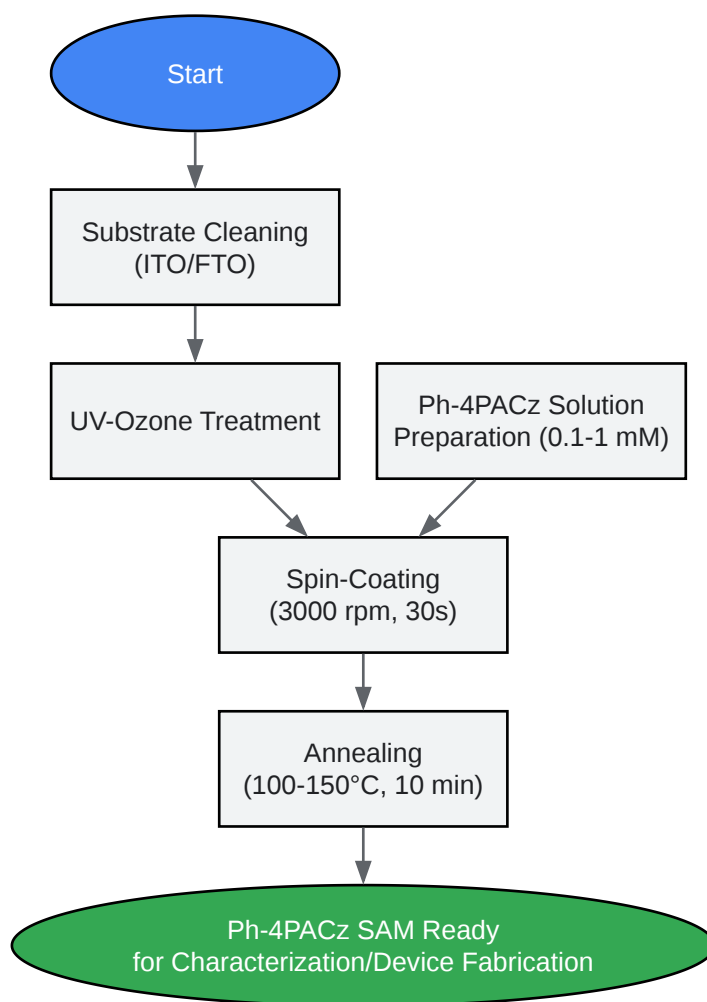 Start
Substrate Cleaning
(ITO/FTO)
UV-Ozone Treatment
Ph-4PACz Solution
Preparation (0.1-1 mM)
Spin-Coating
(3000 rpm, 30s)
Annealing
(100-150°C, 10 min)
Ph-4PACz SAM Ready
for Characterization/Device Fabrication